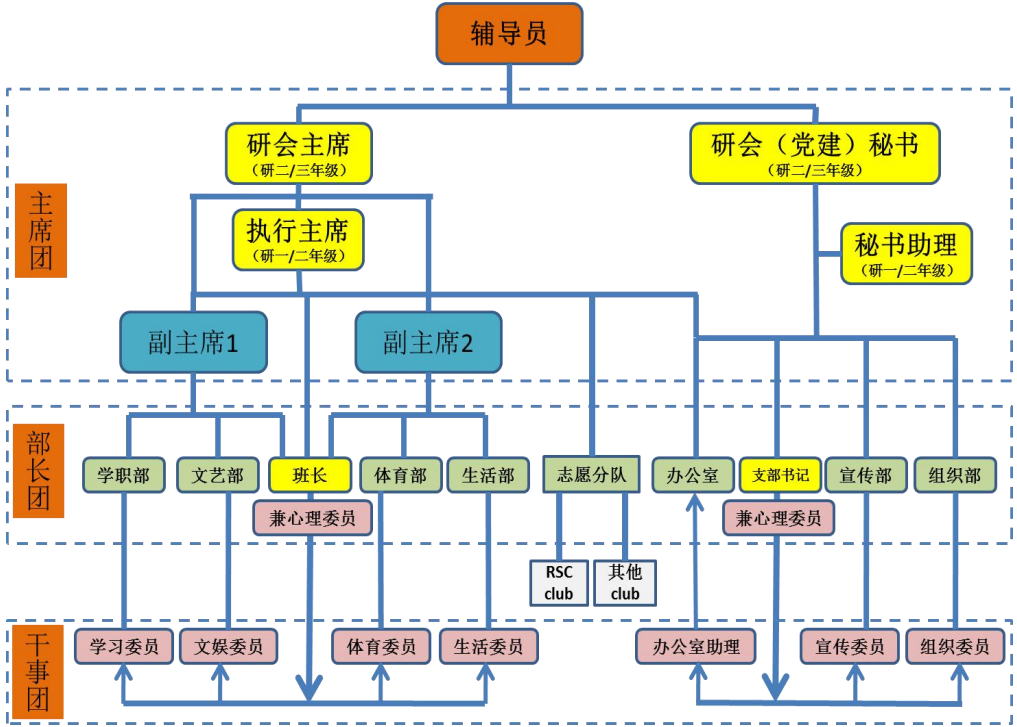 辅导员
主席团
研会主席
（研二/三年级）
研会（党建）秘书
（研二/三年级）
执行主席
（研一/二年级）
秘书助理
（研一/二年级）
副主席1
副主席2
部长团
学职部
文艺部
班长
体育部
生活部
志愿分队
办公室
支部书记
宣传部
组织部
兼心理委员
兼心理委员
RSC
club
其他
club
干事团
学习委员
文娱委员
体育委员
生活委员
办公室助理
宣传委员
组织委员